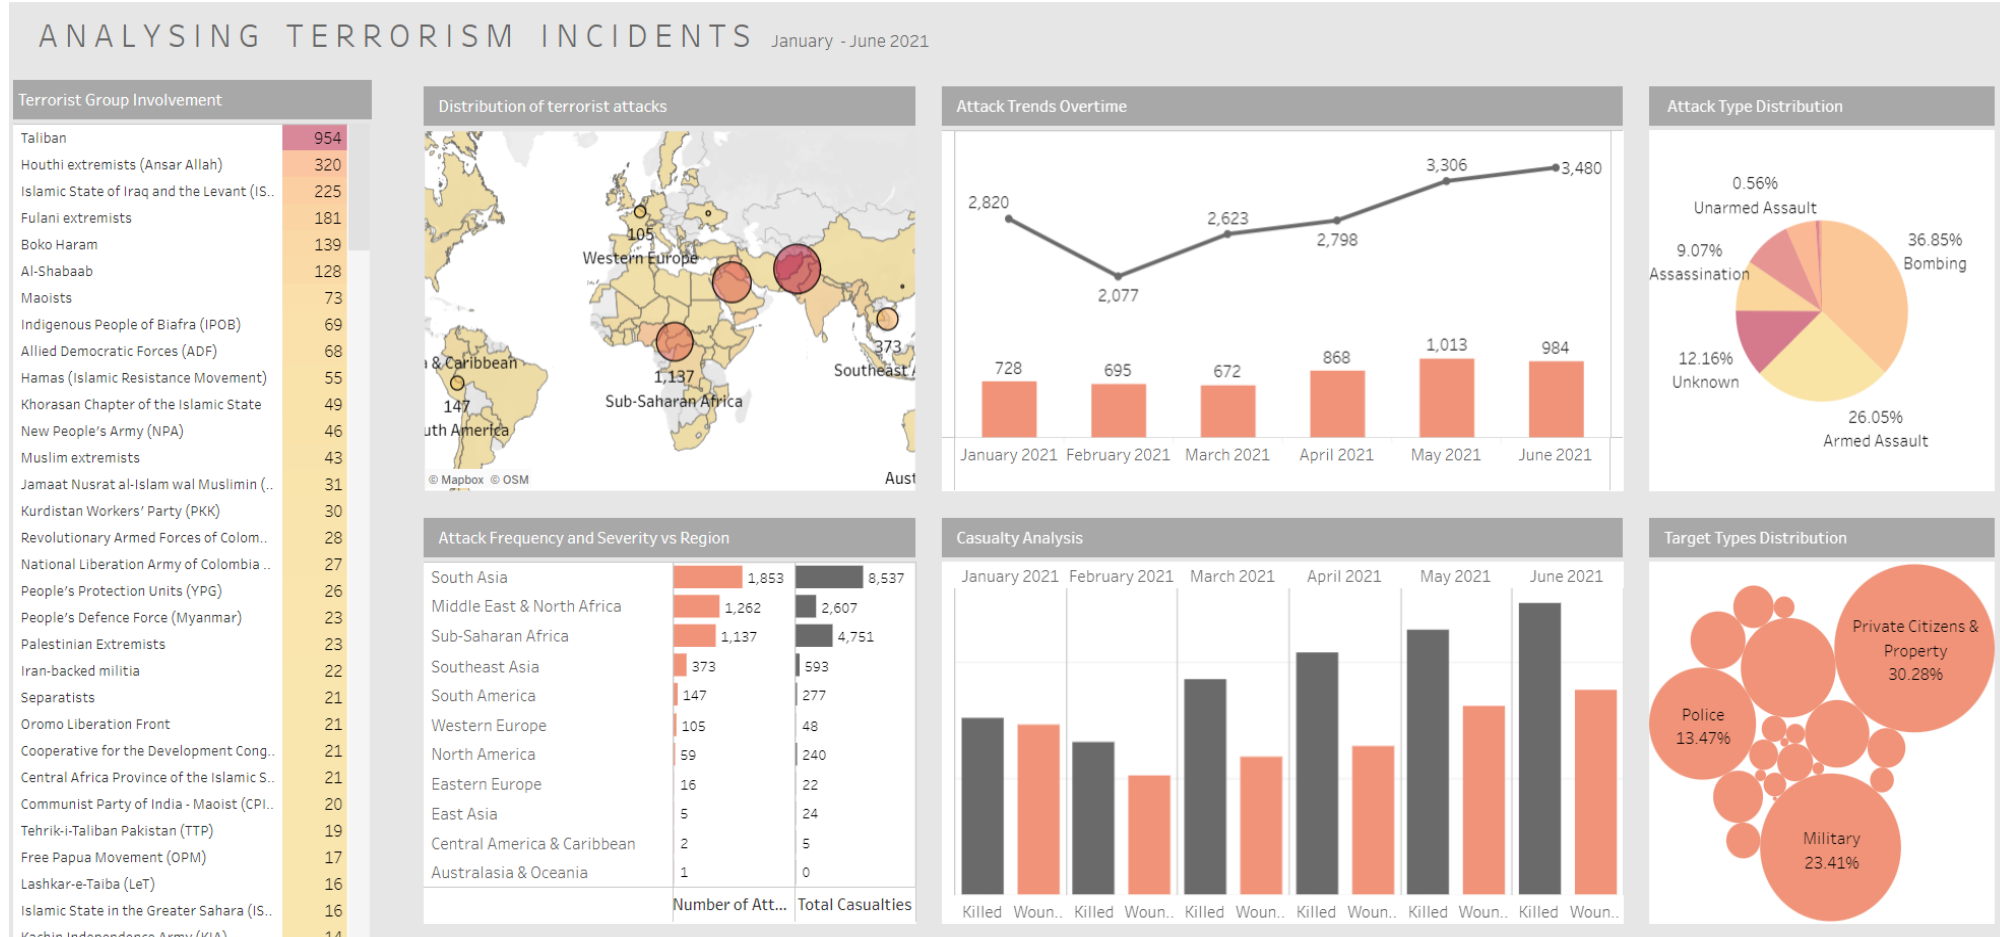 ANALYSING TERRORISM INCIDENTS January - June 2021
Terrorist Group Involvement
Taliban 954
Houthi extremists (Ansar Allah) 320
Islamic State of Iraq and the Levant (IS.. 225
Fulani extremists 181
Boko Haram 139
Al-Shabaab 128
Maoists 73
Indigenous People of Biafra (IPOB) 69
Allied Democratic Forces (ADF) 68
Hamas (Islamic Resistance Movement) 55
Khorasan Chapter of the Islamic State 49
New People's Army (NPA) 46
Muslim extremists 43
Jamaat Nusrat al-Islam wal Muslimin (.. 31
Kurdistan Workers' Party (PKK) 30
Revolutionary Armed Forces of Colom.. 28
National Liberation Army of Colombia .. 27
People's Protection Units (YPG) 26
People's Defence Force (Myanmar) 23
Palestinian Extremists 23
Iran-backed militia 22
Separatists 21
Oromo Liberation Front 21
Cooperative for the Development Cong.. 21
Central Africa Province of the Islamic S.. 21
Communist Party of India - Maoist (CPI.. 20
Tehrik-i-Taliban Pakistan (TTP) 19
Free Papua Movement (OPM) 17
Lashkar-e-Taiba (LeT) 16
Islamic State in the Greater Sahara (IS.. 16
Kachin Independence Army (KIA) 14
Distribution of terrorist attacks
105
Western Europe
373
Southeast A
a & Caribbean
1,137
Sub-Saharan Africa
147
uth America
Aust
© Mapbox © OSM
Attack Trends Overtime
2,820
2,077
2,623
2,798
3,306
3,480
728
695
672
868
1,013
984
January 2021 February 2021 March 2021 April 2021 May 2021 June 2021
Attack Type Distribution
0.56%
Unarmed Assault
36.85%
Bombing
9.07%
Assassination
12.16%
Unknown
26.05%
Armed Assault
Attack Frequency and Severity vs Region
South Asia 1,853 8,537
Middle East & North Africa 1,262 2,607
Sub-Saharan Africa 1,137 4,751
Southeast Asia 373 593
South America 147 277
Western Europe 105 48
North America 59 240
Eastern Europe 16 22
East Asia 5 24
Central America & Caribbean 2 5
Australasia & Oceania 1 0
Number of Att... Total Casualties
Casualty Analysis
January 2021 February 2021 March 2021 April 2021 May 2021 June 2021
Killed Woun.. Killed Woun.. Killed Woun.. Killed Woun.. Killed Woun.. Killed Woun..
Target Types Distribution
Private Citizens &
Property
30.28%
Police
13.47%
Military
23.41%